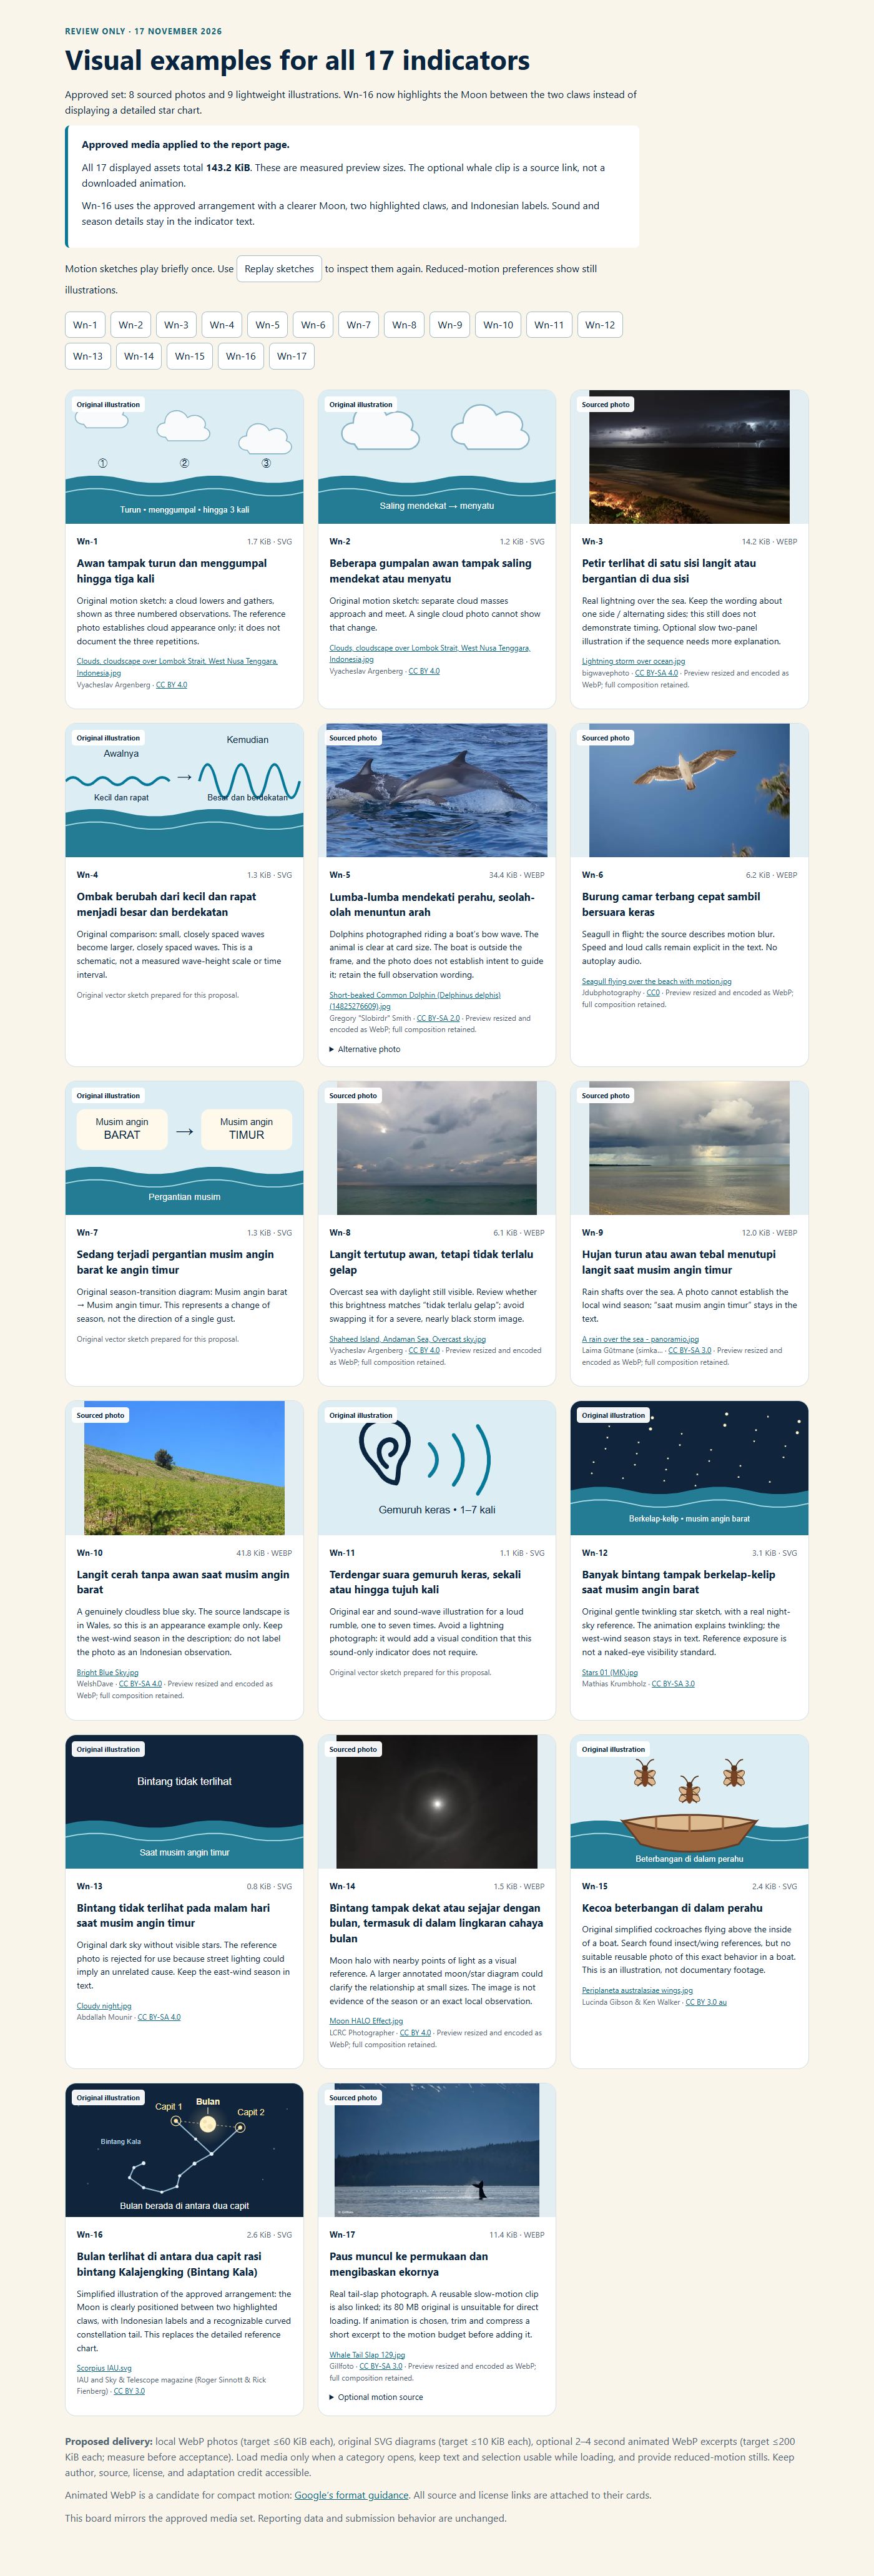 REVIEW ONLY · 17 NOVEMBER 2026
Visual examples for all 17 indicators
Approved set: 8 sourced photos and 9 lightweight illustrations. Wn-16 now highlights the Moon between the two claws instead of
displaying a detailed star chart.
Approved media applied to the report page.
All 17 displayed assets total 143.2 KiB. These are measured preview sizes. The optional whale clip is a source link, not a
downloaded animation.
Wn-16 uses the approved arrangement with a clearer Moon, two highlighted claws, and Indonesian labels. Sound and
season details stay in the indicator text.
Motion sketches play briefly once. Use Replay sketches to inspect them again. Reduced-motion preferences show still
illustrations.
Wn-1 Wn-2 Wn-3 Wn-4 Wn-5 Wn-6 Wn-7 Wn-8 Wn-9 Wn-10 Wn-11 Wn-12
Wn-13 Wn-14 Wn-15 Wn-16 Wn-17
Original illustration
① ② ③
Turun • menggumpal • hingga 3 kali
Wn-1 1.7 KiB · SVG
Awan tampak turun dan menggumpal
hingga tiga kali
Original motion sketch: a cloud lowers and gathers,
shown as three numbered observations. The reference
photo establishes cloud appearance only; it does not
document the three repetitions.
Clouds, cloudscape over Lombok Strait, West Nusa Tenggara,
Indonesia.jpg
Vyacheslav Argenberg · CC BY 4.0
Original illustration
Saling mendekat → menyatu
Wn-2 1.2 KiB · SVG
Beberapa gumpalan awan tampak saling
mendekat atau menyatu
Original motion sketch: separate cloud masses
approach and meet. A single cloud photo cannot show
that change.
Clouds, cloudscape over Lombok Strait, West Nusa Tenggara,
Indonesia.jpg
Vyacheslav Argenberg · CC BY 4.0
Sourced photo
Wn-3 14.2 KiB · WEBP
Petir terlihat di satu sisi langit atau
bergantian di dua sisi
Real lightning over the sea. Keep the wording about
one side / alternating sides: this still does not
demonstrate timing. Optional slow two-panel
illustration if the sequence needs more explanation.
Lightning storm over ocean.jpg
bigwavephoto · CC BY-SA 4.0 · Preview resized and encoded as
WebP; full composition retained.
Original illustration
Awalnya
Kemudian
→
Kecil dan rapat
Besar dan berdekatan
Wn-4 1.3 KiB · SVG
Ombak berubah dari kecil dan rapat
menjadi besar dan berdekatan
Original comparison: small, closely spaced waves
become larger, closely spaced waves. This is a
schematic, not a measured wave-height scale or time
interval.
Original vector sketch prepared for this proposal.
Sourced photo
Wn-5 34.4 KiB · WEBP
Lumba-lumba mendekati perahu, seolah-
olah menuntun arah
Dolphins photographed riding a boat's bow wave. The
animal is clear at card size. The boat is outside the
frame, and the photo does not establish intent to guide
it; retain the full observation wording.
Short-beaked Common Dolphin (Delphinus delphis)
(14825276609).jpg
Gregory "Slobirdr" Smith · CC BY-SA 2.0 · Preview resized and
encoded as WebP; full composition retained.
▶ Alternative photo
Wn-6 6.2 KiB · WEBP
Sourced photo
Burung camar terbang cepat sambil
bersuara keras
Seagull in flight; the source describes motion blur.
Speed and loud calls remain explicit in the text. No
autoplay audio.
Seagull flying over the beach with motion.jpg
Jdubphotography · CC0 · Preview resized and encoded as WebP;
full composition retained.
Original illustration
Musim angin
BARAT
→
Musim angin
TIMUR
Pergantian musim
Wn-7 1.3 KiB · SVG
Sedang terjadi pergantian musim angin
barat ke angin timur
Original season-transition diagram: Musim angin barat
→ Musim angin timur. This represents a change of
season, not the direction of a single gust.
Original vector sketch prepared for this proposal.
Sourced photo
Wn-8 6.1 KiB · WEBP
Langit tertutup awan, tetapi tidak terlalu
gelap
Overcast sea with daylight still visible. Review whether
this brightness matches “tidak terlalu gelap”; avoid
swapping it for a severe, nearly black storm image.
Shaheed Island, Andaman Sea, Overcast sky.jpg
Vyacheslav Argenberg · CC BY 4.0 · Preview resized and encoded
as WebP; full composition retained.
Sourced photo
Wn-9 12.0 KiB · WEBP
Hujan turun atau awan tebal menutupi
langit saat musim angin timur
Rain shafts over the sea. A photo cannot establish the
local wind season; “saat musim angin timur” stays in the
text.
A rain over the sea - panoramio.jpg
Laima Gūtmane (simka... · CC BY-SA 3.0 · Preview resized and
encoded as WebP; full composition retained.
Sourced photo
Wn-10 41.8 KiB · WEBP
Langit cerah tanpa awan saat musim angin
barat
A genuinely cloudless blue sky. The source landscape is
in Wales, so this is an appearance example only. Keep
the west-wind season in the description; do not label
the photo as an Indonesian observation.
Bright Blue Sky.jpg
WelshDave · CC BY-SA 4.0 · Preview resized and encoded as
WebP; full composition retained.
Original illustration
Gemuruh keras • 1–7 kali
Wn-11 1.1 KiB · SVG
Terdengar suara gemuruh keras, sekali
atau hingga tujuh kali
Original ear and sound-wave illustration for a loud
rumble, one to seven times. Avoid a lightning
photograph: it would add a visual condition that this
sound-only indicator does not require.
Original vector sketch prepared for this proposal.
Original illustration
Berkelap-kelip • musim angin barat
Wn-12 3.1 KiB · SVG
Banyak bintang tampak berkelap-kelip
saat musim angin barat
Original gentle twinkling star sketch, with a real night-
sky reference. The animation explains twinkling; the
west-wind season stays in text. Reference exposure is
not a naked-eye visibility standard.
Stars 01 (MK).jpg
Mathias Krumbholz · CC BY-SA 3.0
Original illustration
Bintang tidak terlihat
Saat musim angin timur
Wn-13 0.8 KiB · SVG
Bintang tidak terlihat pada malam hari
saat musim angin timur
Original dark sky without visible stars. The reference
photo is rejected for use because street lighting could
imply an unrelated cause. Keep the east-wind season in
text.
Cloudy night.jpg
Abdallah Mounir · CC BY-SA 4.0
Sourced photo
Wn-14 1.5 KiB · WEBP
Bintang tampak dekat atau sejajar dengan
bulan, termasuk di dalam lingkaran cahaya
bulan
Moon halo with nearby points of light as a visual
reference. A larger annotated moon/star diagram could
clarify the relationship at small sizes. The image is not
evidence of the season or an exact local observation.
Moon HALO Effect.jpg
LCRC Photographer · CC BY 4.0 · Preview resized and encoded as
WebP; full composition retained.
Original illustration
Beterbangan di dalam perahu
Wn-15 2.4 KiB · SVG
Kecoa beterbangan di dalam perahu
Original simplified cockroaches flying above the inside
of a boat. Search found insect/wing references, but no
suitable reusable photo of this exact behavior in a boat.
This is an illustration, not documentary footage.
Periplaneta australasiae wings.jpg
Lucinda Gibson & Ken Walker · CC BY 3.0 au
Original illustration
Capit 1
Bulan
Capit 2
Bintang Kala
Bulan berada di antara dua capit
Wn-16 2.6 KiB · SVG
Bulan terlihat di antara dua capit rasi
bintang Kalajengking (Bintang Kala)
Simplified illustration of the approved arrangement: the
Moon is clearly positioned between two highlighted
claws, with Indonesian labels and a recognizable curved
constellation tail. This replaces the detailed reference
chart.
Scorpius IAU.svg
IAU and Sky & Telescope magazine (Roger Sinnott & Rick
Fienberg) · CC BY 3.0
Sourced photo
Wn-17 11.4 KiB · WEBP
Paus muncul ke permukaan dan
mengibaskan ekornya
Real tail-slap photograph. A reusable slow-motion clip
is also linked; its 80 MB original is unsuitable for direct
loading. If animation is chosen, trim and compress a
short excerpt to the motion budget before adding it.
Whale Tail Slap 129.jpg
Gillfoto · CC BY-SA 3.0 · Preview resized and encoded as WebP;
full composition retained.
▶ Optional motion source
Proposed delivery: local WebP photos (target ≤60 KiB each), original SVG diagrams (target ≤10 KiB each), optional 2–4 second animated WebP excerpts (target ≤200
KiB each; measure before acceptance). Load media only when a category opens, keep text and selection usable while loading, and provide reduced-motion stills. Keep
author, source, license, and adaptation credit accessible.
Animated WebP is a candidate for compact motion: Google's format guidance. All source and license links are attached to their cards.
This board mirrors the approved media set. Reporting data and submission behavior are unchanged.